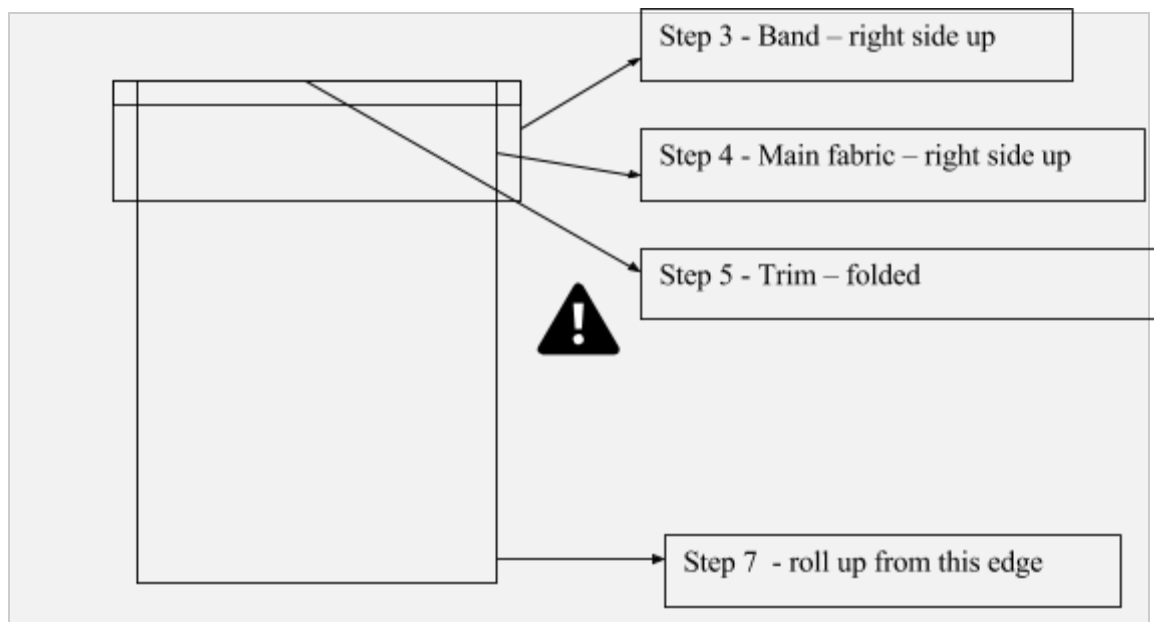 Step 3 - Band – right side up
Step 4 - Main fabric – right side up
Step 5 - Trim – folded
!
Step 7 - roll up from this edge